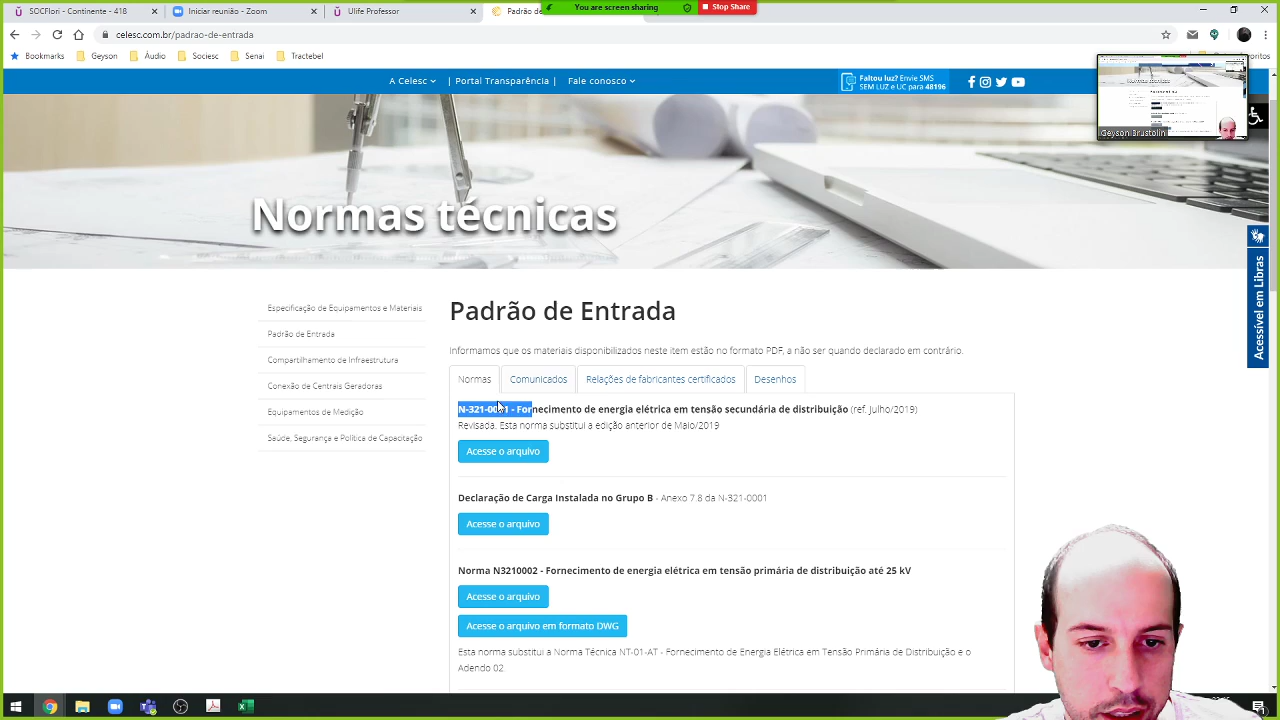 SOCFlon - Continente - 418
Iniciar reunião - Zoom
Ulife Professor
Padrão de
You are screen sharing
Stop Share
celesc.com.br/padrao-de-entrada
Bookmarks
Geyson
Áudio
Sociesc
Senai
Tractebel
A Celesc
| Portal Transparência |
Fale conosco
Faltou luz? Envie SMS
SEM LUZ e UC para 48196
Geyson Brustolin
Normas técnicas
Acessível em Libras
Especificação de Equipamentos e Materiais
Padrão de Entrada
Compartilhamento de Infraestrutura
Conexão de Centrais Geradoras
Equipamentos de Medição
Saúde, Segurança e Política de Capacitação
Padrão de Entrada
Informamos que os materiais disponibilizados neste item estão no formato PDF, a não ser quando declarado em contrário.
Normas
Comunicados
Relações de fabricantes certificados
Desenhos
N-321-0001 - Fornecimento de energia elétrica em tensão secundária de distribuição (ref. Julho/2019)
Revisada. Esta norma substitui a edição anterior de Maio/2019
Acesse o arquivo
Declaração de Carga Instalada no Grupo B - Anexo 7.8 da N-321-0001
Acesse o arquivo
Norma N3210002 - Fornecimento de energia elétrica em tensão primária de distribuição até 25 kV
Acesse o arquivo
Acesse o arquivo em formato DWG
Esta norma substitui a Norma Técnica NT-01-AT - Fornecimento de Energia Elétrica em Tensão Primária de Distribuição e o
Adendo 02.